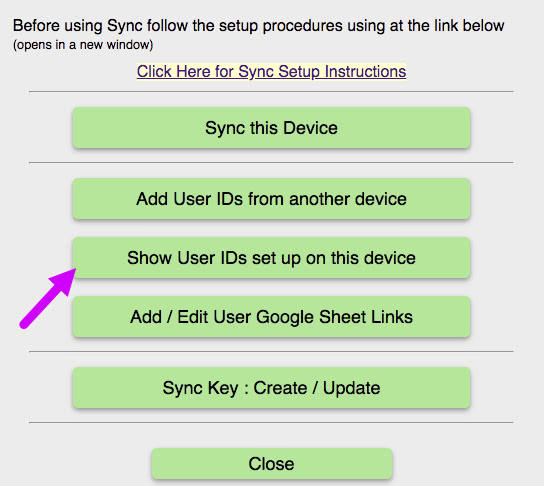 Before using Sync follow the setup procedures using at the link below
(opens in a new window)
Click Here for Sync Setup Instructions
Sync this Device
Add User IDs from another device
Show User IDs set up on this device
Add / Edit User Google Sheet Links
Sync Key : Create / Update
Close